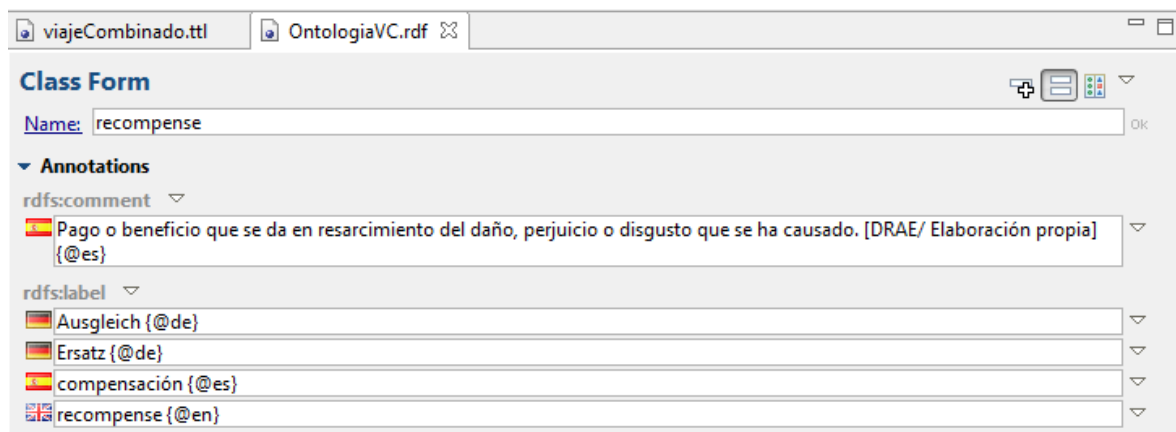 viajeCombinado.ttl
OntologiaVC.rdf
Class Form
Name: recompense
Ok
Annotations
rdfs:comment
Pago o beneficio que se da en resarcimiento del daño, perjuicio o disgusto que se ha causado. [DRAE/ Elaboración propia]
{@es}
rdfs:label
Ausgleich {@de}
Ersatz {@de}
compensación {@es}
recompense {@en}